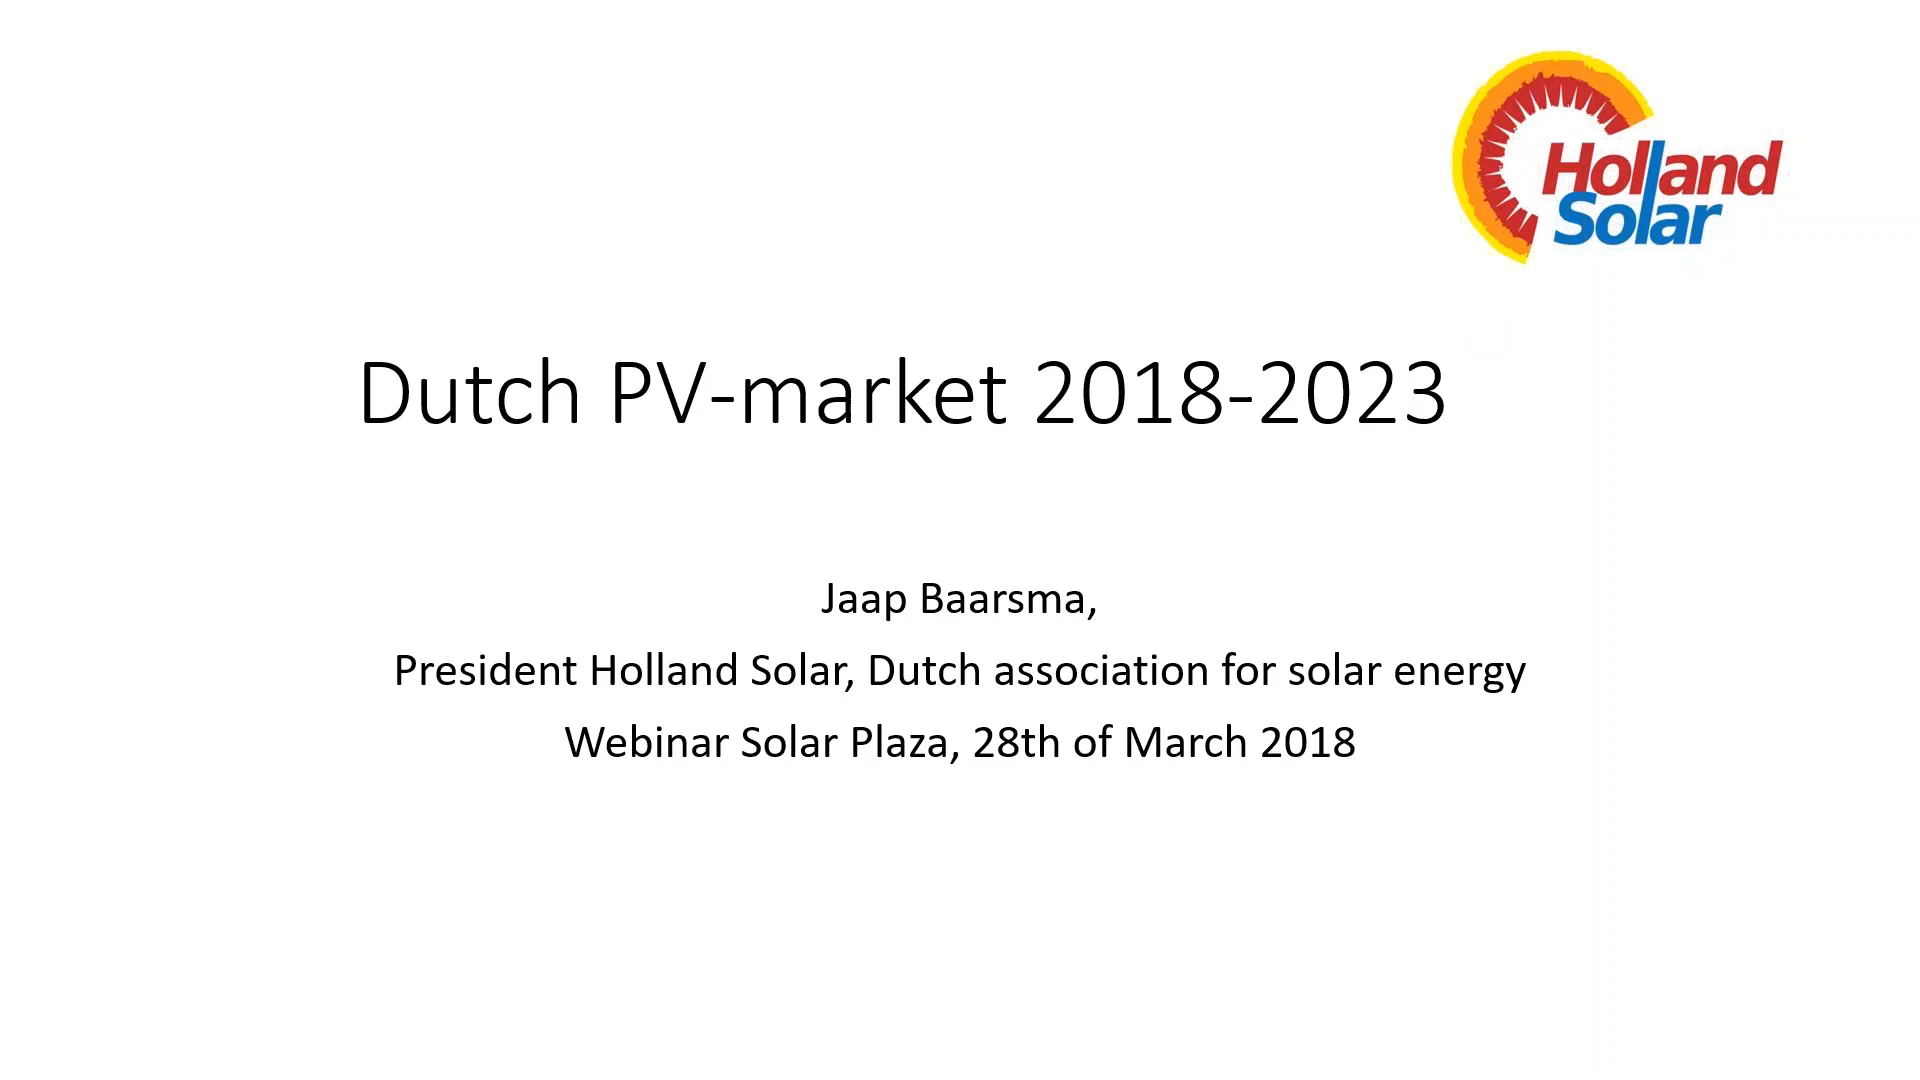 Holland
Solar
Dutch PV-market 2018-2023
Jaap Baarsma,
President Holland Solar, Dutch association for solar energy
Webinar Solar Plaza, 28th of March 2018